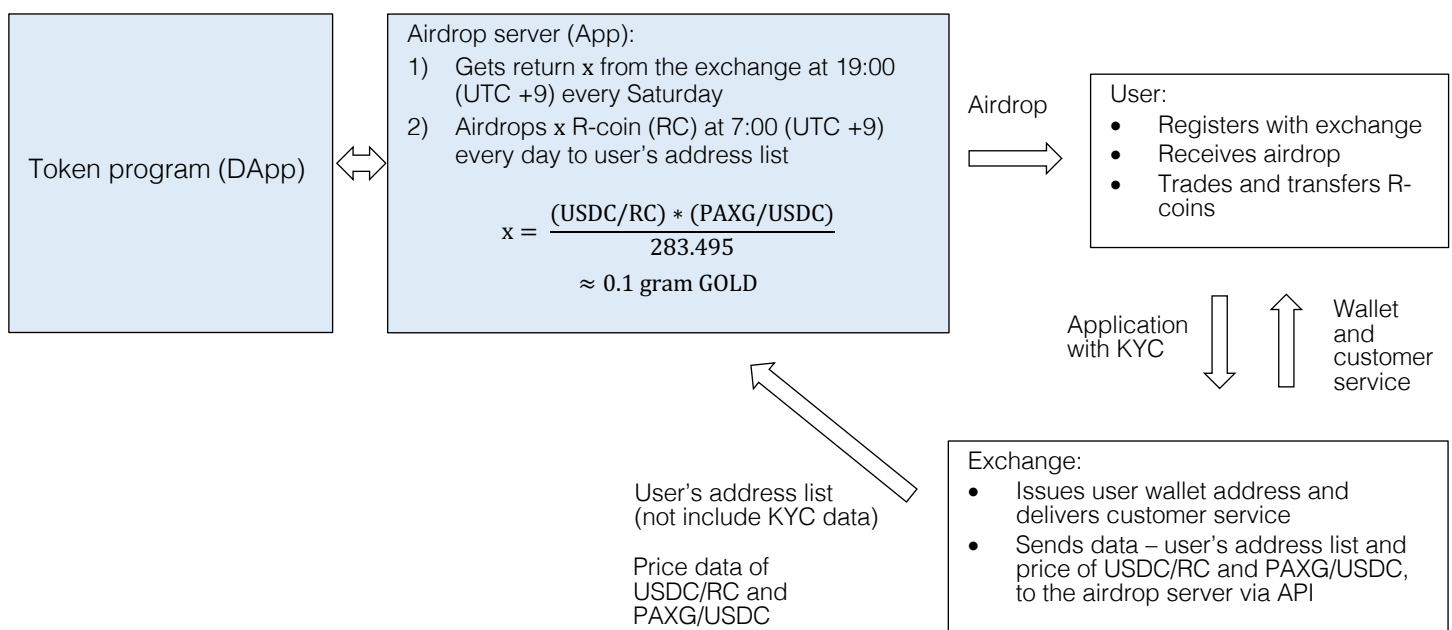 Token program (DApp)
Airdrop server (App):
1) Gets return x from the exchange at 19:00
(UTC +9) every Saturday
2) Airdrops x R-coin (RC) at 7:00 (UTC +9)
every day to user's address list
x = (USDC/RC) ∗ (PAXG/USDC)
283.495
≈ 0.1 gram GOLD
Airdrop
User:
• Registers with exchange
• Receives airdrop
• Trades and transfers R-
coins
Application
with KYC
Wallet
and
customer
service
User's address list
(not include KYC data)
Price data of
USDC/RC and
PAXG/USDC
Exchange:
• Issues user wallet address and
delivers customer service
• Sends data – user's address list and
price of USDC/RC and PAXG/USDC,
to the airdrop server via API